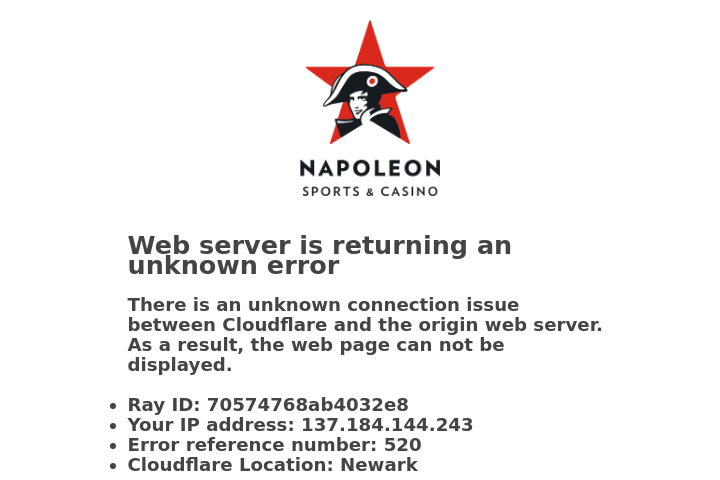 NAPOLEON
SPORTS & CASINO
Web server is returning an
unknown error
There is an unknown connection issue
between Cloudflare and the origin web server.
As a result, the web page can not be
displayed.
Ray ID: 70574768ab4032e8
Your IP address: 137.184.144.243
Error reference number: 520
Cloudflare Location: Newark